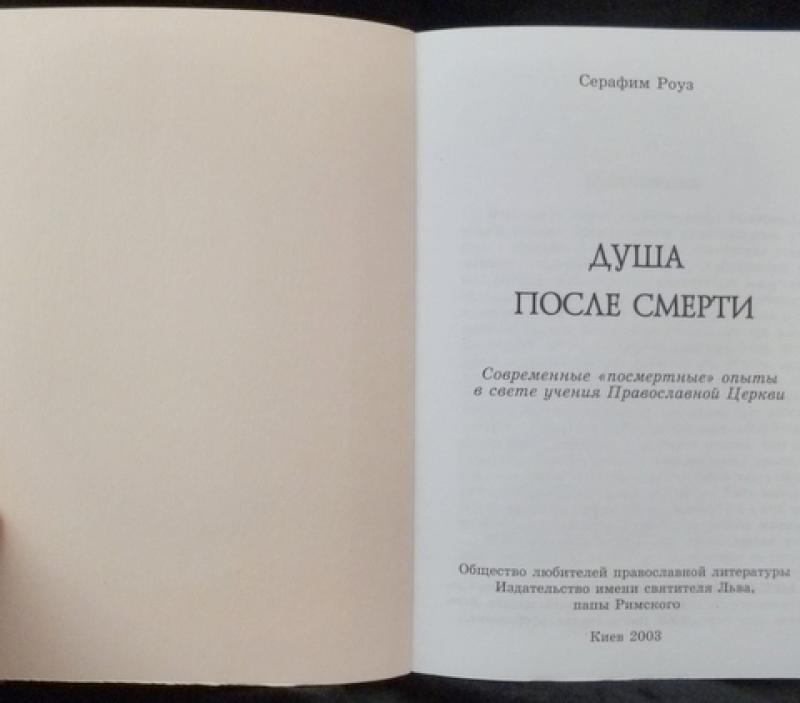 Серафим Роуз
ДУША
ПОСЛЕ СМЕРТИ
Современные «посмертные» опыты
в свете учения Православной Церкви
Общество любителей православной литературы
Издательство имени святителя Льва,
папы Римского
Киев 2003